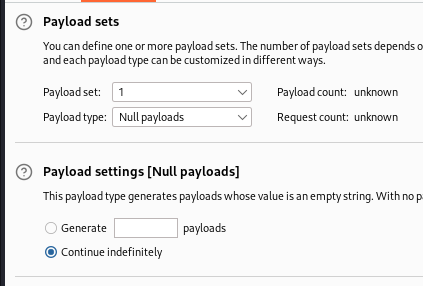 Payload sets
You can define one or more payload sets. The number of payload sets depends o
and each payload type can be customized in different ways.
Payload set: 1 Payload count: unknown
Payload type: Null payloads Request count: unknown
Payload settings [Null payloads]
This payload type generates payloads whose value is an empty string. With no pa
Generate payloads
Continue indefinitely